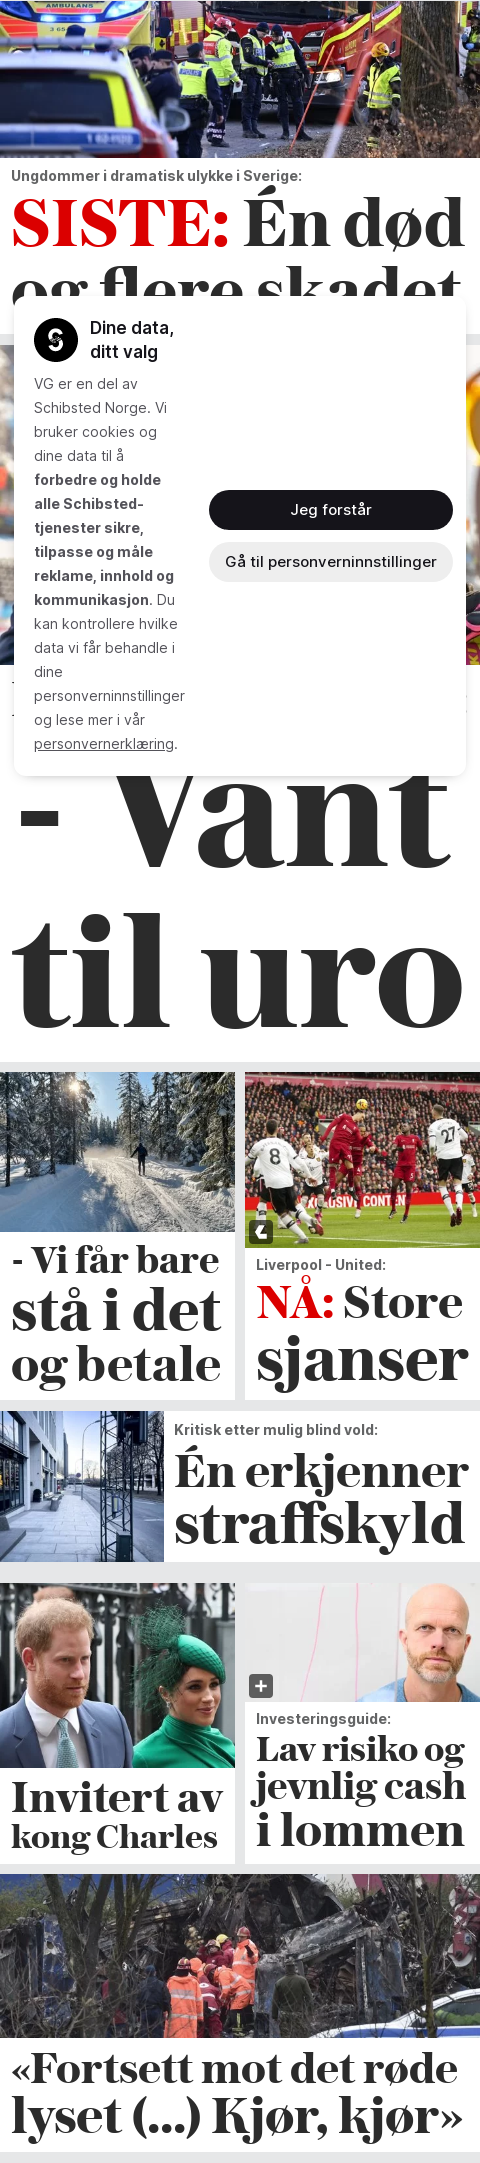 AMBULANS
Ungdommer i dramatisk ulykke i Sverige:
SISTE: Én død
og flere skadet
Dine data,
ditt valg
VG er en del av
Schibsted Norge. Vi
bruker cookies og
dine data til å
forbedre og holde
alle Schibsted-
tjenester sikre,
tilpasse og måle
reklame, innhold og
kommunikasjon. Du
kan kontrollere hvilke
data vi får behandle i
dine
personverninnstillinger
og lese mer i vår
personvernerklæring.
Jeg forstår
Gå til personverninnstillinger
- Vant
til uro
- Vi får bare
stå i det
og betale
8
27
Liverpool - United:
NÅ: Store
sjanser
Kritisk etter mulig blind vold:
Én erkjenner
straffskyld
Invitert av
kong Charles
Investeringsguide:
Lav risiko og
jevnlig cash
i lommen
«Fortsett mot det røde
lyset (...) Kjør, kjør»